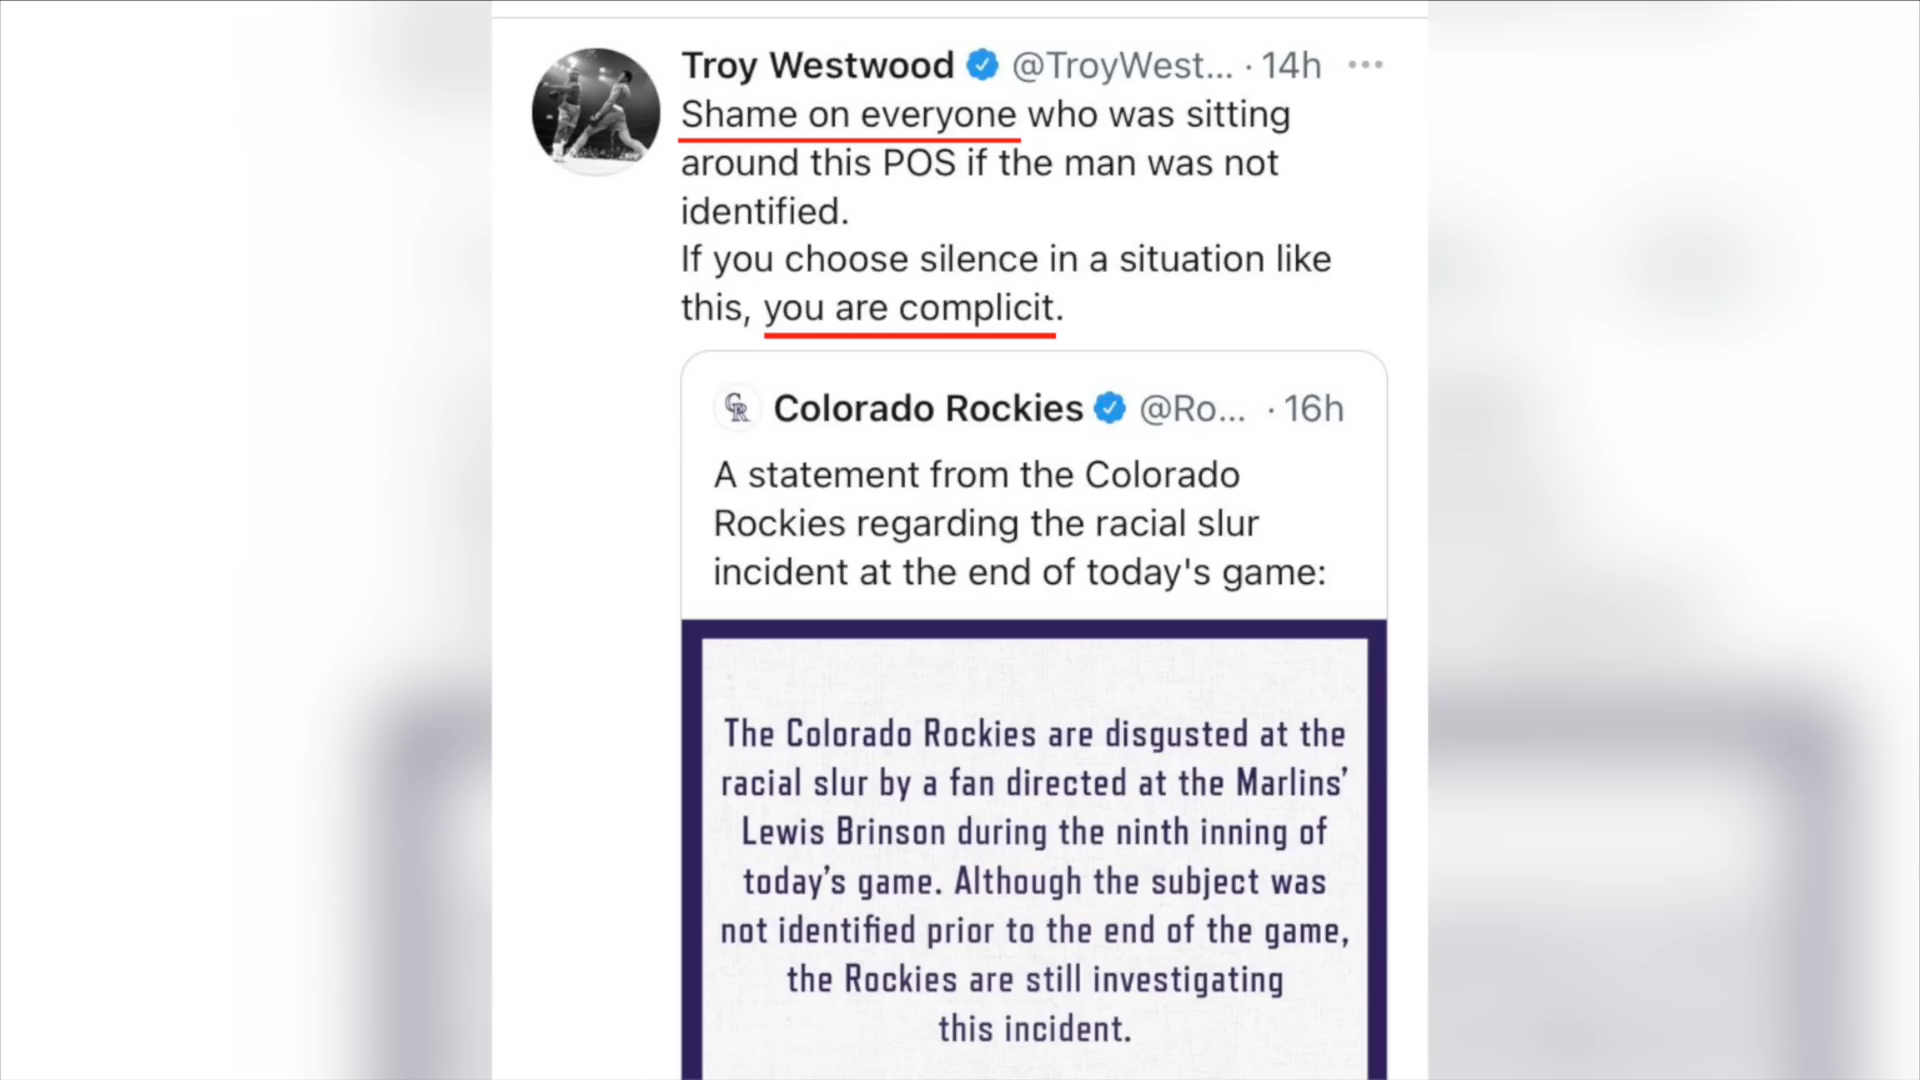 Troy Westwood @TroyWest... · 14h ...
Shame on everyone who was sitting
around this POS if the man was not
identified.
If you choose silence in a situation like
this, you are complicit.
CR Colorado Rockies @Ro... · 16h
A statement from the Colorado
Rockies regarding the racial slur
incident at the end of today's game:
The Colorado Rockies are disgusted at the
racial slur by a fan directed at the Marlins’
Lewis Brinson during the ninth inning of
today’s game. Although the subject was
not identified prior to the end of the game,
the Rockies are still investigating
this incident.